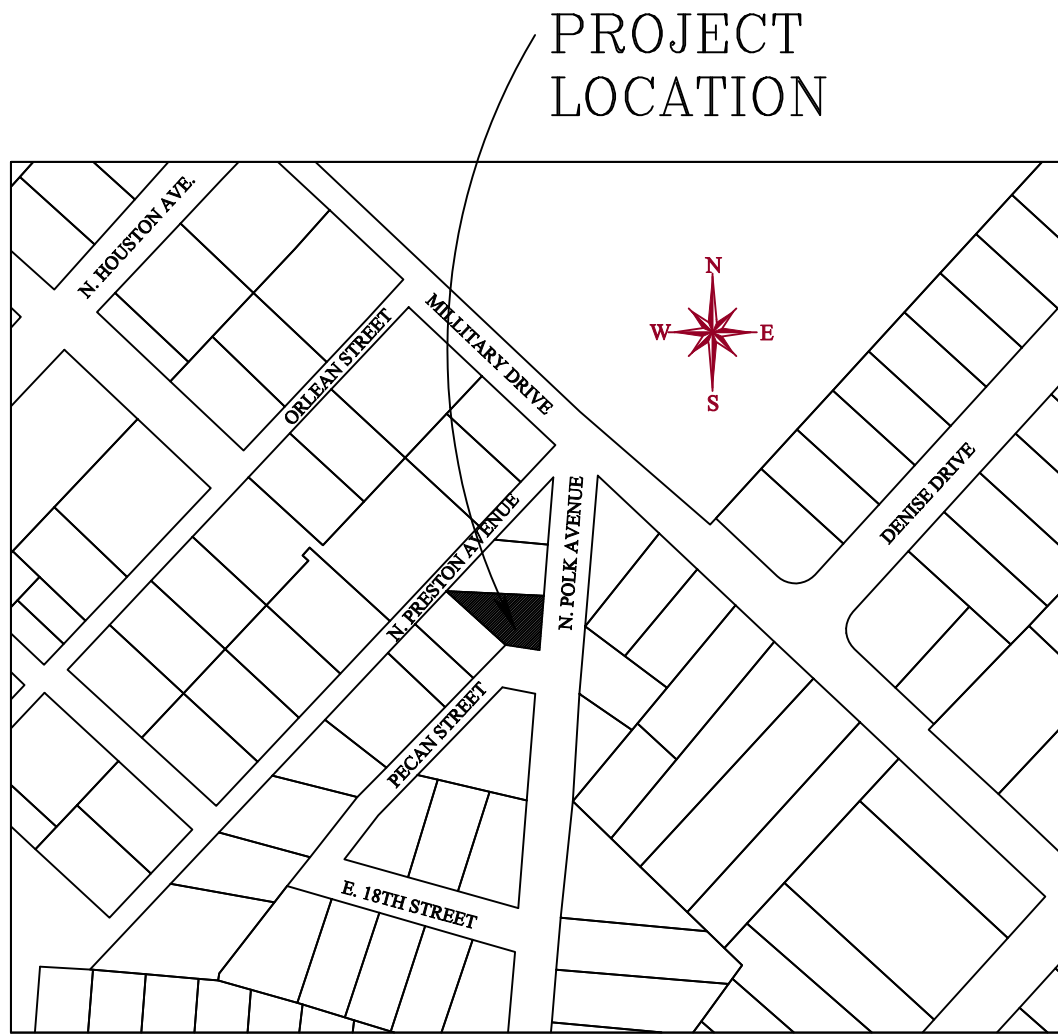 PROJECT
LOCATION
N. HOUSTON AVE.
N
W
E
S
MILLITARY DRIVE
ORLEAN STREET
DENISE DRIVE
N. PRESTON AVENUE
N. POLK AVENUE
PECAN STREET
E. 18TH STREET